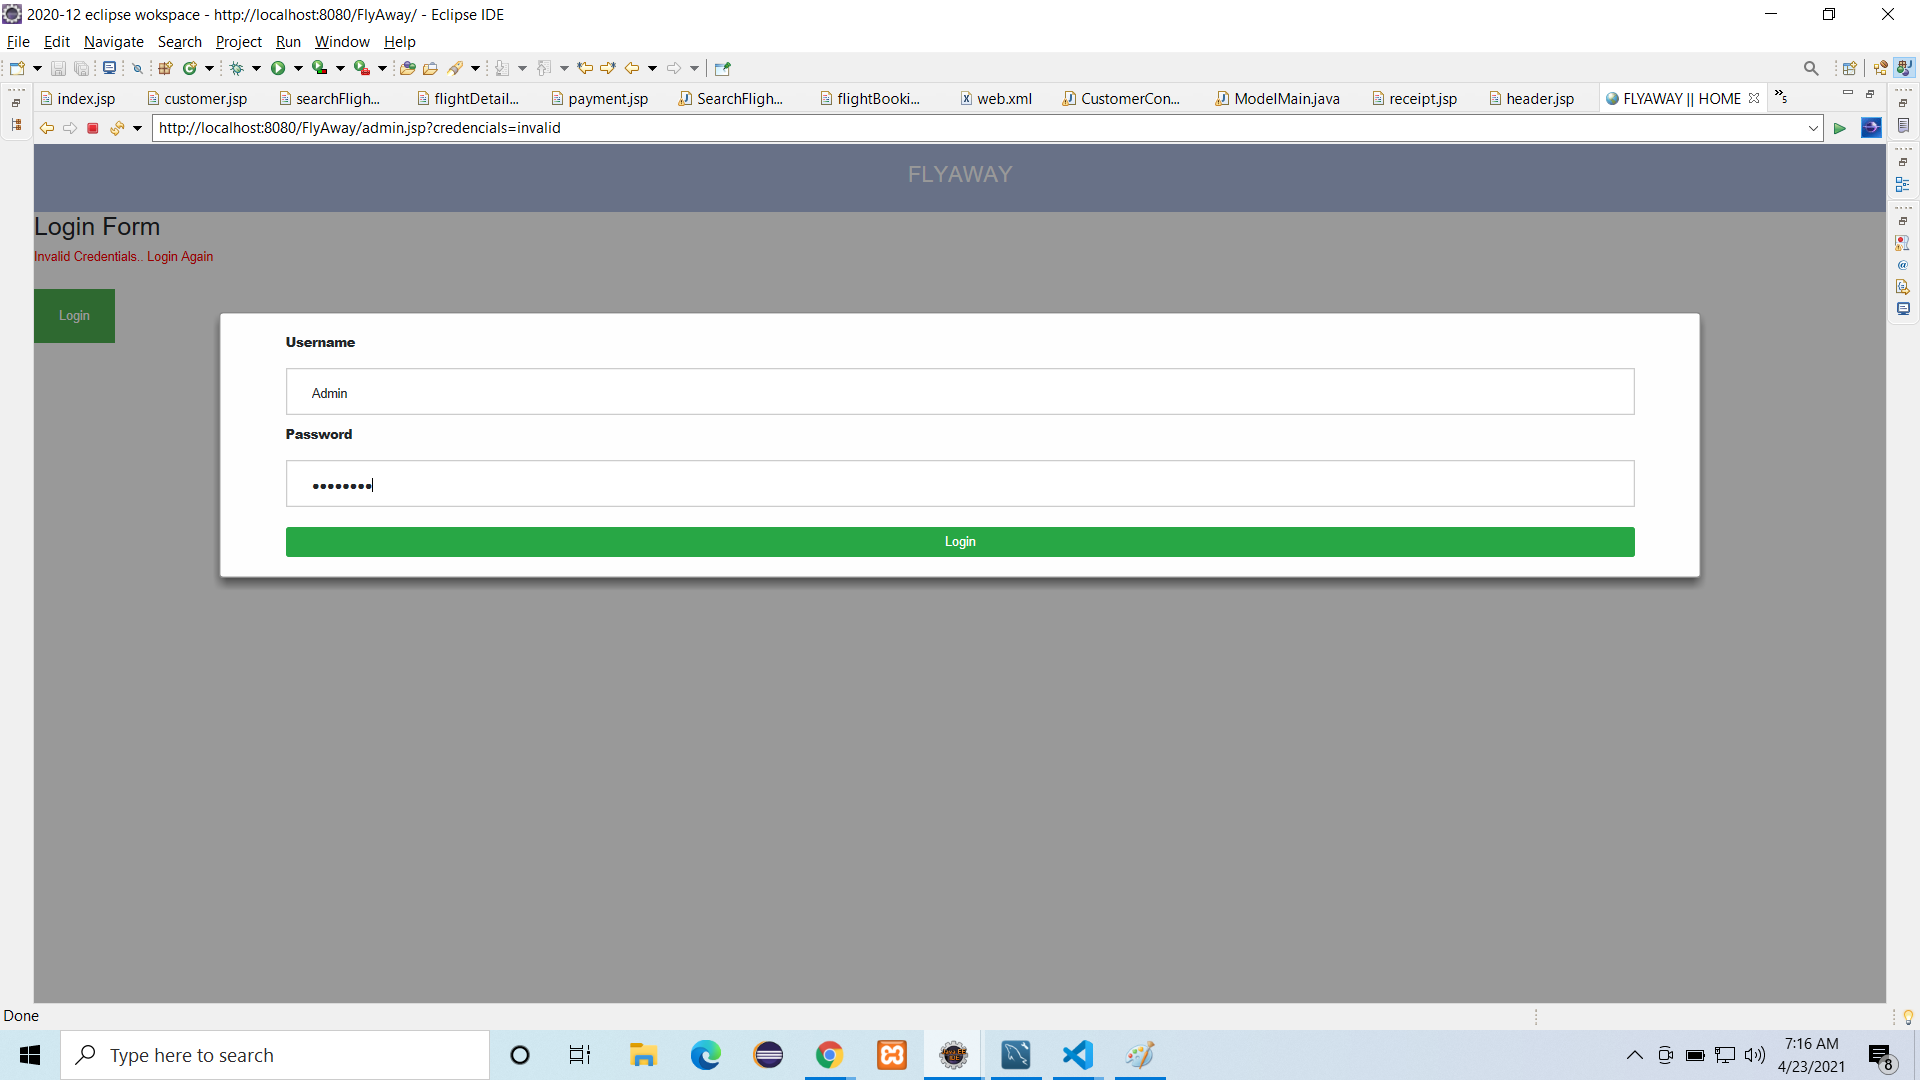 2020-12 eclipse wokspace - http://localhost:8080/FlyAway/ - Eclipse IDE
File Edit Navigate Search Project Run Window Help
index.jsp customer.jsp searchFligh... flightDetail... payment.jsp SearchFligh... flightBooki... web.xml CustomerCon... ModelMain.java receipt.jsp header.jsp FLYAWAY || HOME »5
http://localhost:8080/FlyAway/admin.jsp?credencials=invalid
FLYAWAY
Login Form
Invalid Credentials.. Login Again
Login
Username
Admin
Password
••••••••
Login
Done
Type here to search
7:16 AM
4/23/2021
8